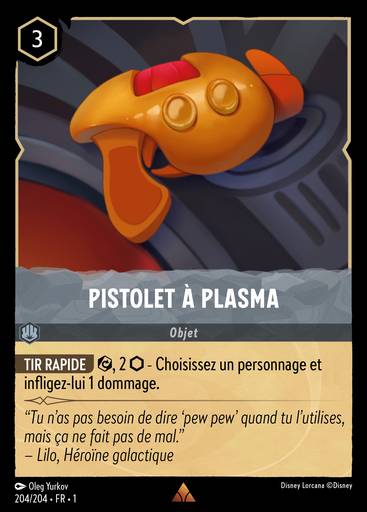 3
PISTOLET À PLASMA
Objet
TIR RAPIDE , 2 - Choisissez un personnage et
infligez-lui 1 dommage.
“Tu n'as pas besoin de dire ‘pew pew’ quand tu l'utilises,
mais ça ne fait pas de mal.”
– Lilo, Héroïne galactique
Oleg Yurkov
Disney Lorcana ©Disney
204/204 • FR • 1